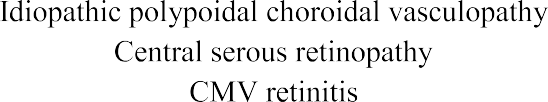 Idiopathic polypoidal choroidal vasculopathy
Central serous retinopathy
CMV retinitis